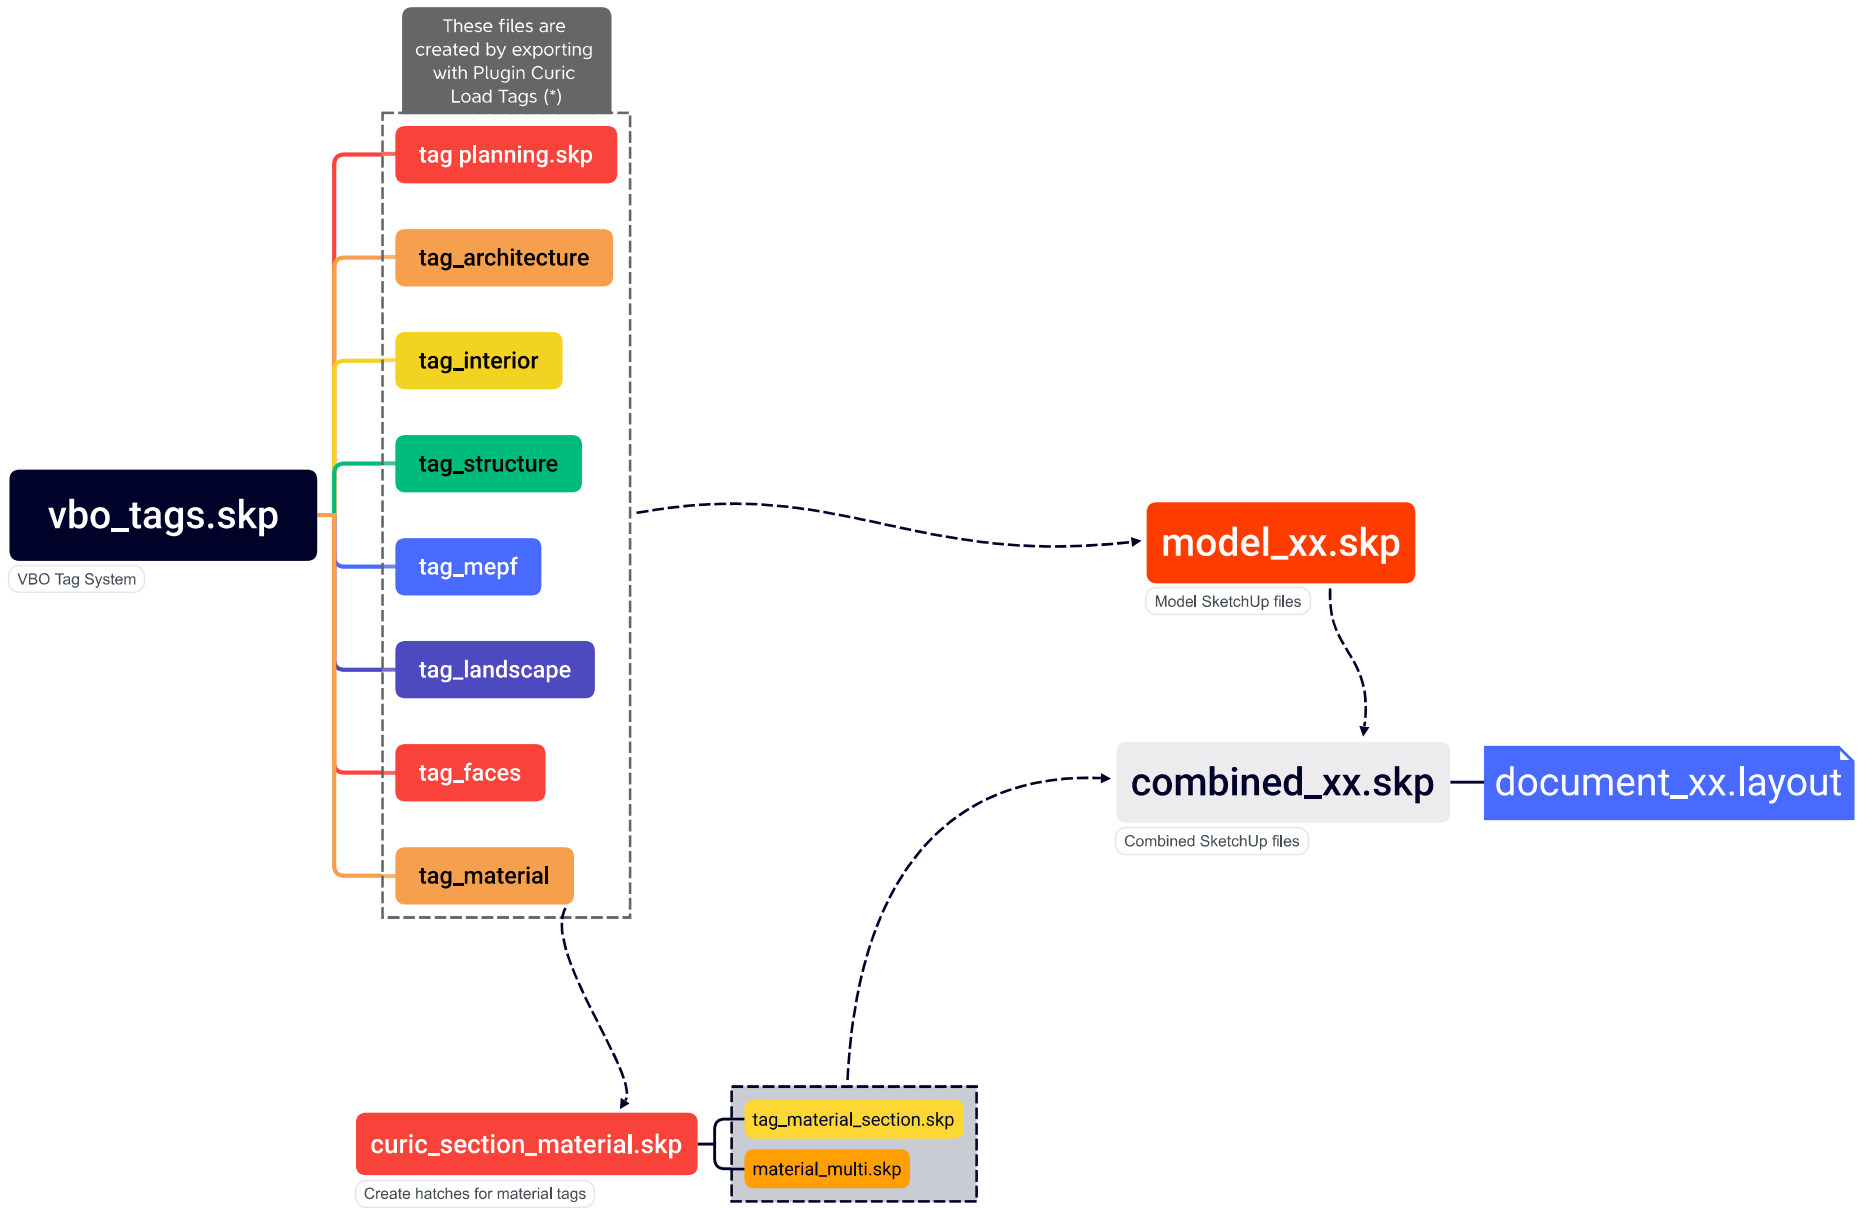 These files are
created by exporting
with Plugin Curic
Load Tags (*)
tag planning.skp
tag_architecture
tag_interior
tag_structure
vbo_tags.skp
VBO Tag System
tag_mepf
tag_landscape
tag_faces
tag_material
model_xx.skp
Model SketchUp files
combined_xx.skp
Combined SketchUp files
document_xx.layout
curic_section_material.skp
Create hatches for material tags
tag_material_section.skp
material_multi.skp